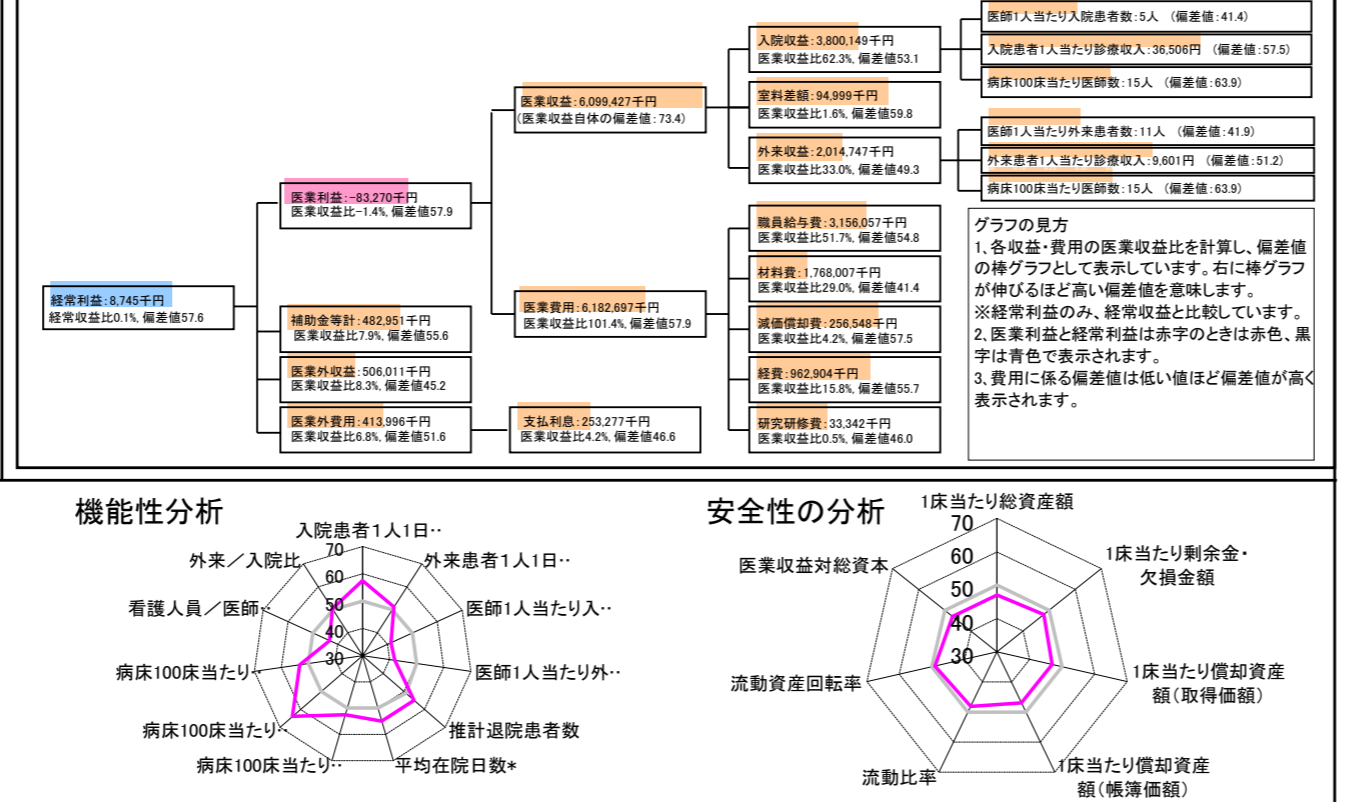 医師1人当たり入院患者数:5人 (偏差値:41.4)
入院収益:3,800,149千円
医業収益比62.3%, 偏差値53.1
入院患者1人当たり診療収入:36,506円 (偏差値:57.5)
病床100床当たり医師数:15人 (偏差値:63.9)
医業収益:6,099,427千円
(医業収益自体の偏差値:73.4)
室料差額:94,999千円
医業収益比1.6%, 偏差値59.8
医師1人当たり外来患者数:11人 (偏差値:41.9)
外来収益:2,014,747千円
医業収益比33.0%, 偏差値49.3
外来患者1人当たり診療収入:9,601円 (偏差値:51.2)
病床100床当たり医師数:15人 (偏差値:63.9)
医業利益:-83,270千円
医業収益比-1.4%, 偏差値57.9
職員給与費:3,156,057千円
医業収益比51.7%, 偏差値54.8
材料費:1,768,007千円
医業収益比29.0%, 偏差値41.4
経常利益:8,745千円
経常収益比0.1%, 偏差値57.6
医業費用:6,182,697千円
医業収益比101.4%, 偏差値57.9
補助金等計:482,951千円
医業収益比7.9%, 偏差値55.6
減価償却費:256,548千円
医業収益比4.2%, 偏差値57.5
医業外収益:506,011千円
医業収益比8.3%, 偏差値45.2
経費:962,904千円
医業収益比15.8%, 偏差値55.7
医業外費用:413,996千円
医業収益比6.8%, 偏差値51.6
支払利息:253,277千円
医業収益比4.2%, 偏差値46.6
研究研修費:33,342千円
医業収益比0.5%, 偏差値46.0
グラフの見方
1、各収益・費用の医業収益比を計算し、偏差値
の棒グラフとして表示しています。右に棒グラフ
が伸びるほど高い偏差値を意味します。
※経常利益のみ、経常収益と比較しています。
2、医業利益と経常利益は赤字のときは赤色、黒
字は青色で表示されます。
3、費用に係る偏差値は低い値ほど偏差値が高く
表示されます。
機能性分析
入院患者1人1日‥
外来患者1人1日‥
医師1人当たり入‥
医師1人当たり外‥
推計退院患者数
平均在院日数*
病床100床当たり‥
病床100床当たり‥
病床100床当たり‥
看護人員/医師‥
外来/入院比
70
60
50
40
30
安全性の分析
1床当たり総資産額
1床当たり剰余金・
欠損金額
1床当たり償却資産
額(取得価額)
1床当たり償却資産
額(帳簿価額)
流動比率
流動資産回転率
医業収益対総資本
70
60
50
40
30